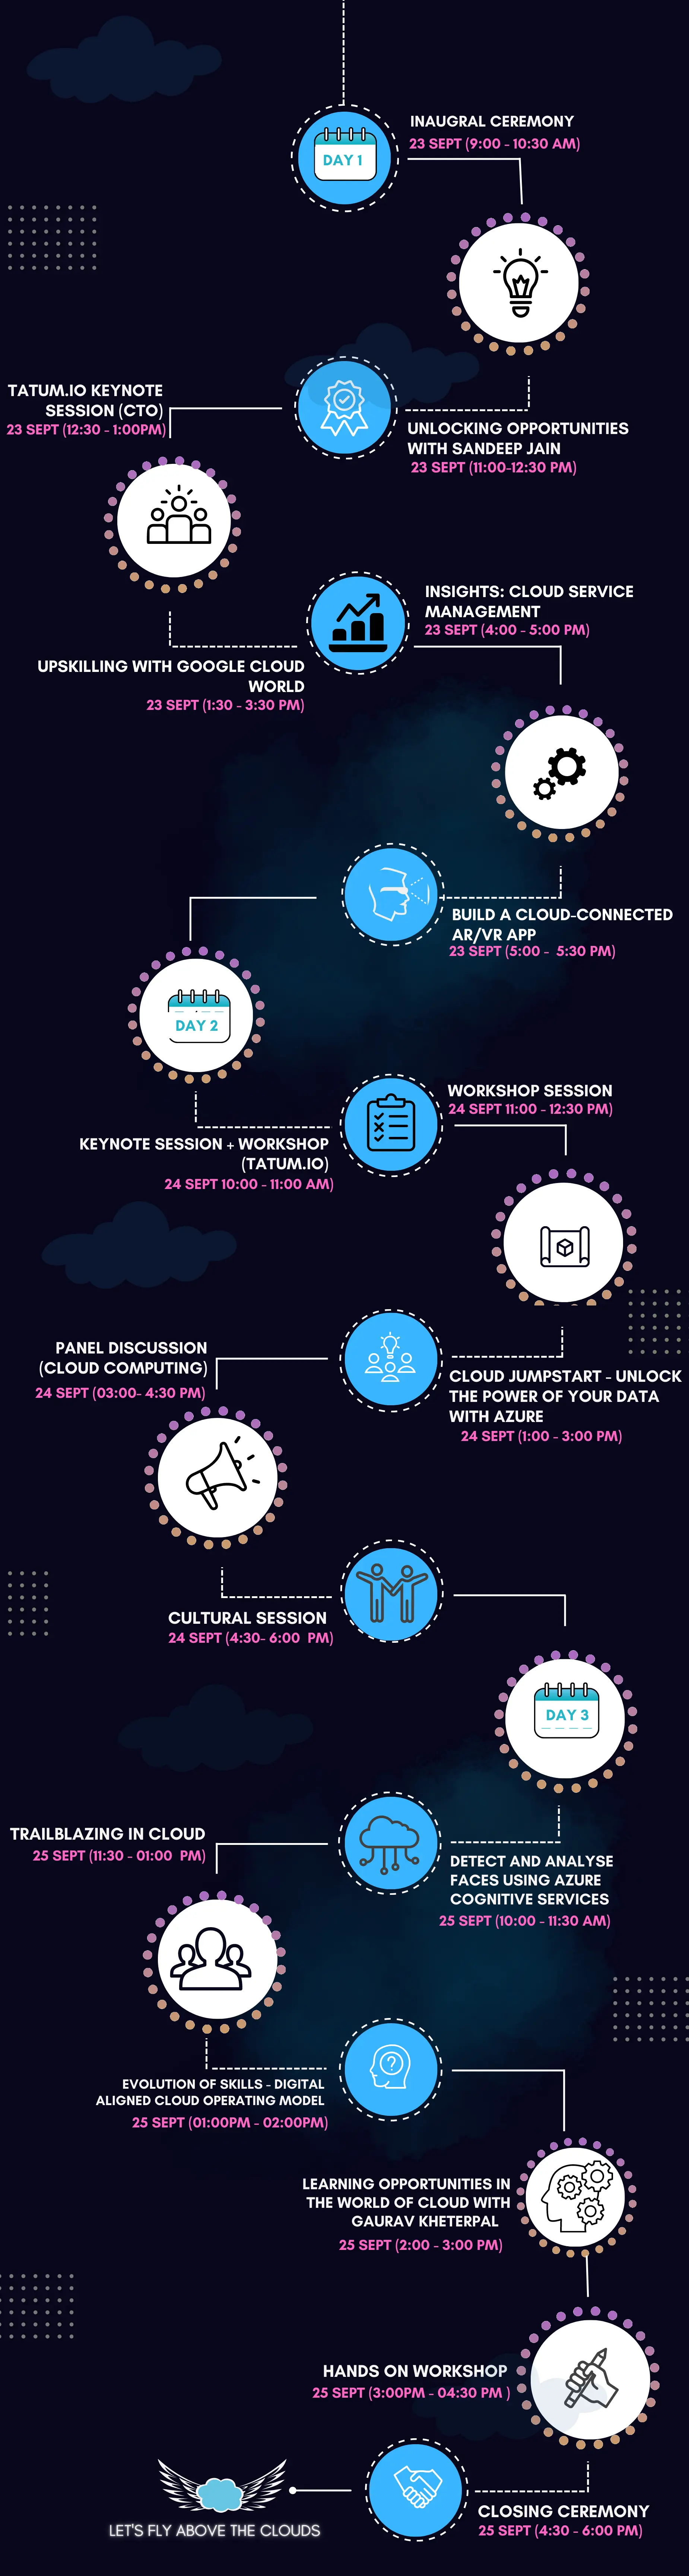 DAY 1
INAUGRAL CEREMONY
23 SEPT (9:00 - 10:30 AM)
UNLOCKING OPPORTUNITIES
WITH SANDEEP JAIN
23 SEPT (11:00-12:30 PM)
TATUM.IO KEYNOTE
SESSION (CTO)
23 SEPT (12:30 - 1:00PM)
UPSKILLING WITH GOOGLE CLOUD
WORLD
23 SEPT (1:30 - 3:30 PM)
INSIGHTS: CLOUD SERVICE
MANAGEMENT
23 SEPT (4:00 - 5:00 PM)
BUILD A CLOUD-CONNECTED
AR/VR APP
23 SEPT (5:00 - 5:30 PM)
DAY 2
KEYNOTE SESSION + WORKSHOP
(TATUM.IO)
24 SEPT 10:00 - 11:00 AM)
WORKSHOP SESSION
24 SEPT 11:00 - 12:30 PM)
CLOUD JUMPSTART - UNLOCK
THE POWER OF YOUR DATA
WITH AZURE
24 SEPT (1:00 - 3:00 PM)
PANEL DISCUSSION
(CLOUD COMPUTING)
24 SEPT (03:00- 4:30 PM)
CULTURAL SESSION
24 SEPT (4:30- 6:00 PM)
DAY 3
DETECT AND ANALYSE
FACES USING AZURE
COGNITIVE SERVICES
25 SEPT (10:00 - 11:30 AM)
TRAILBLAZING IN CLOUD
25 SEPT (11:30 - 01:00 PM)
EVOLUTION OF SKILLS - DIGITAL
ALIGNED CLOUD OPERATING MODEL
25 SEPT (01:00PM - 02:00PM)
LEARNING OPPORTUNITIES IN
THE WORLD OF CLOUD WITH
GAURAV KHETERPAL
25 SEPT (2:00 - 3:00 PM)
HANDS ON WORKSHOP
25 SEPT (3:00PM - 04:30 PM )
CLOSING CEREMONY
25 SEPT (4:30 - 6:00 PM)
LET'S FLY ABOVE THE CLOUDS